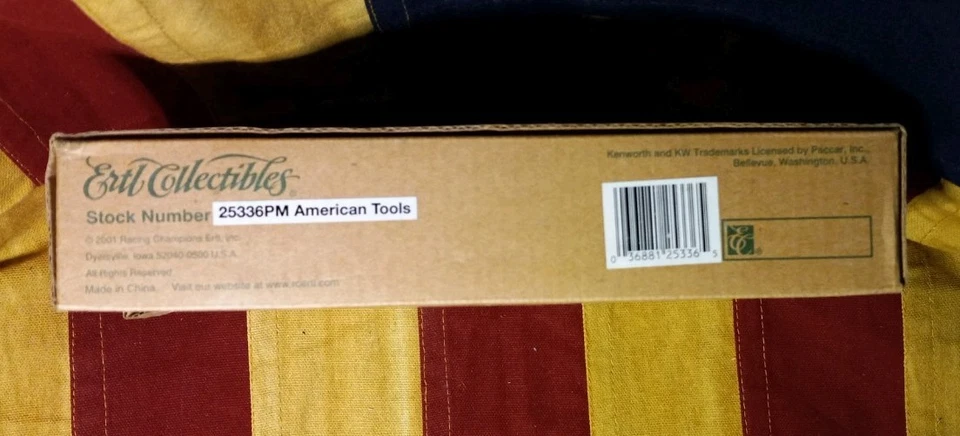 Ertl Collectibles
Stock Number 25336PM American Tools
© 2001 Racing Champions Ertl, Inc.
Dyersville, Iowa 52040-0500 U.S.A.
All Rights Reserved
Made in China. Visit our website at www.rcertl.com
Kenworth and KW Trademarks Licensed by Paccar, Inc.,
Bellevue, Washington, U.S.A.
0 36881 25336 5
EC